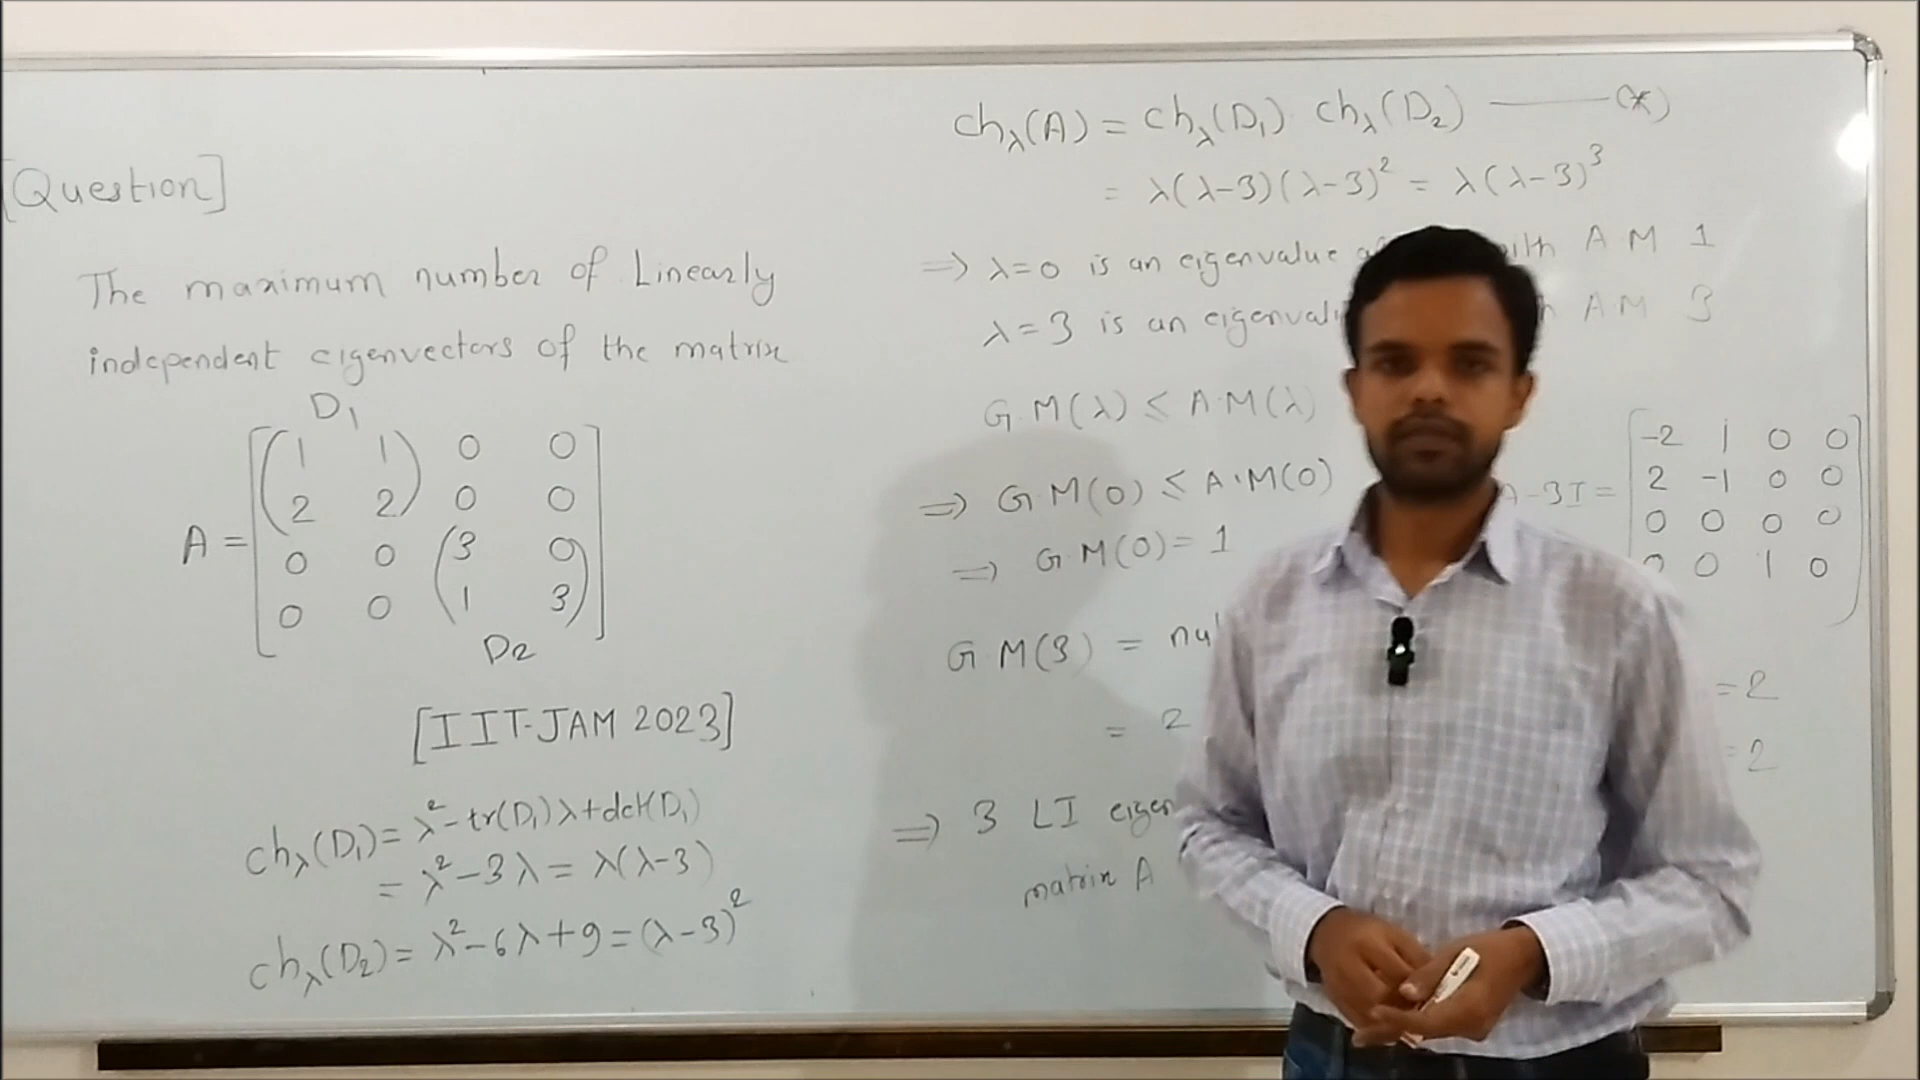 [Question]
The maximum number of Linearly
independent eigenvectors of the matrix
D₁
A = [ (1 1) 0 0
(2 2) 0 0
0 0 (3 0)
0 0 (1 3) ]
D₂
[IIT-JAM 2023]
chλ(D₁) = λ² - tr(D₁)λ + det(D₁)
= λ² - 3λ = λ(λ-3)
chλ(D₂) = λ² - 6λ + 9 = (λ-3)²
chλ(A) = chλ(D₁) chλ(D₂) —— (*)
= λ(λ-3)(λ-3)² = λ(λ-3)³
⇒ λ=0 is an eigenvalue with AM 1
λ=3 is an AM 3
G.M(λ) ≤ A.M(λ)
⇒ G.M(0) ≤ A.M(0)
⇒ G.M(0) = 1
G.M(3) =
= 2
⇒ 3 LI
matrix A
A-3I = [ -2 1 0 0
2 -1 0 0
0 0 0 0
0 0 1 0 ]
= 2
= 2